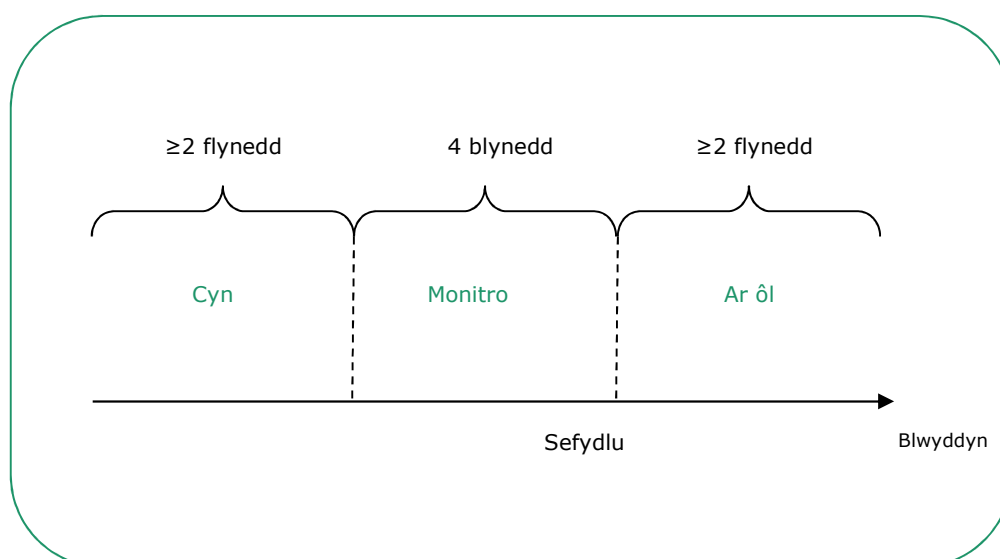 ≥2 flynedd 4 blynedd ≥2 flynedd
Cyn Monitro Ar ôl
Sefydlu Blwyddyn